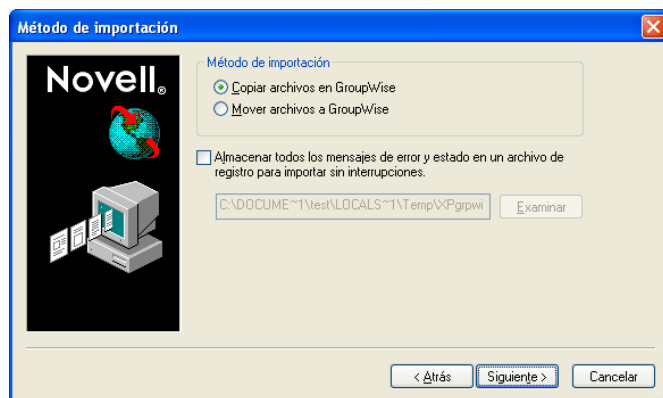 Método de importación
Novell®
Método de importación
Copiar archivos en GroupWise
Mover archivos a GroupWise
Almacenar todos los mensajes de error y estado en un archivo de
registro para importar sin interrupciones.
C:\DOCUME~1\test\LOCALS~1\Temp\XPgrpwi
Examinar
< Atrás
Siguiente >
Cancelar